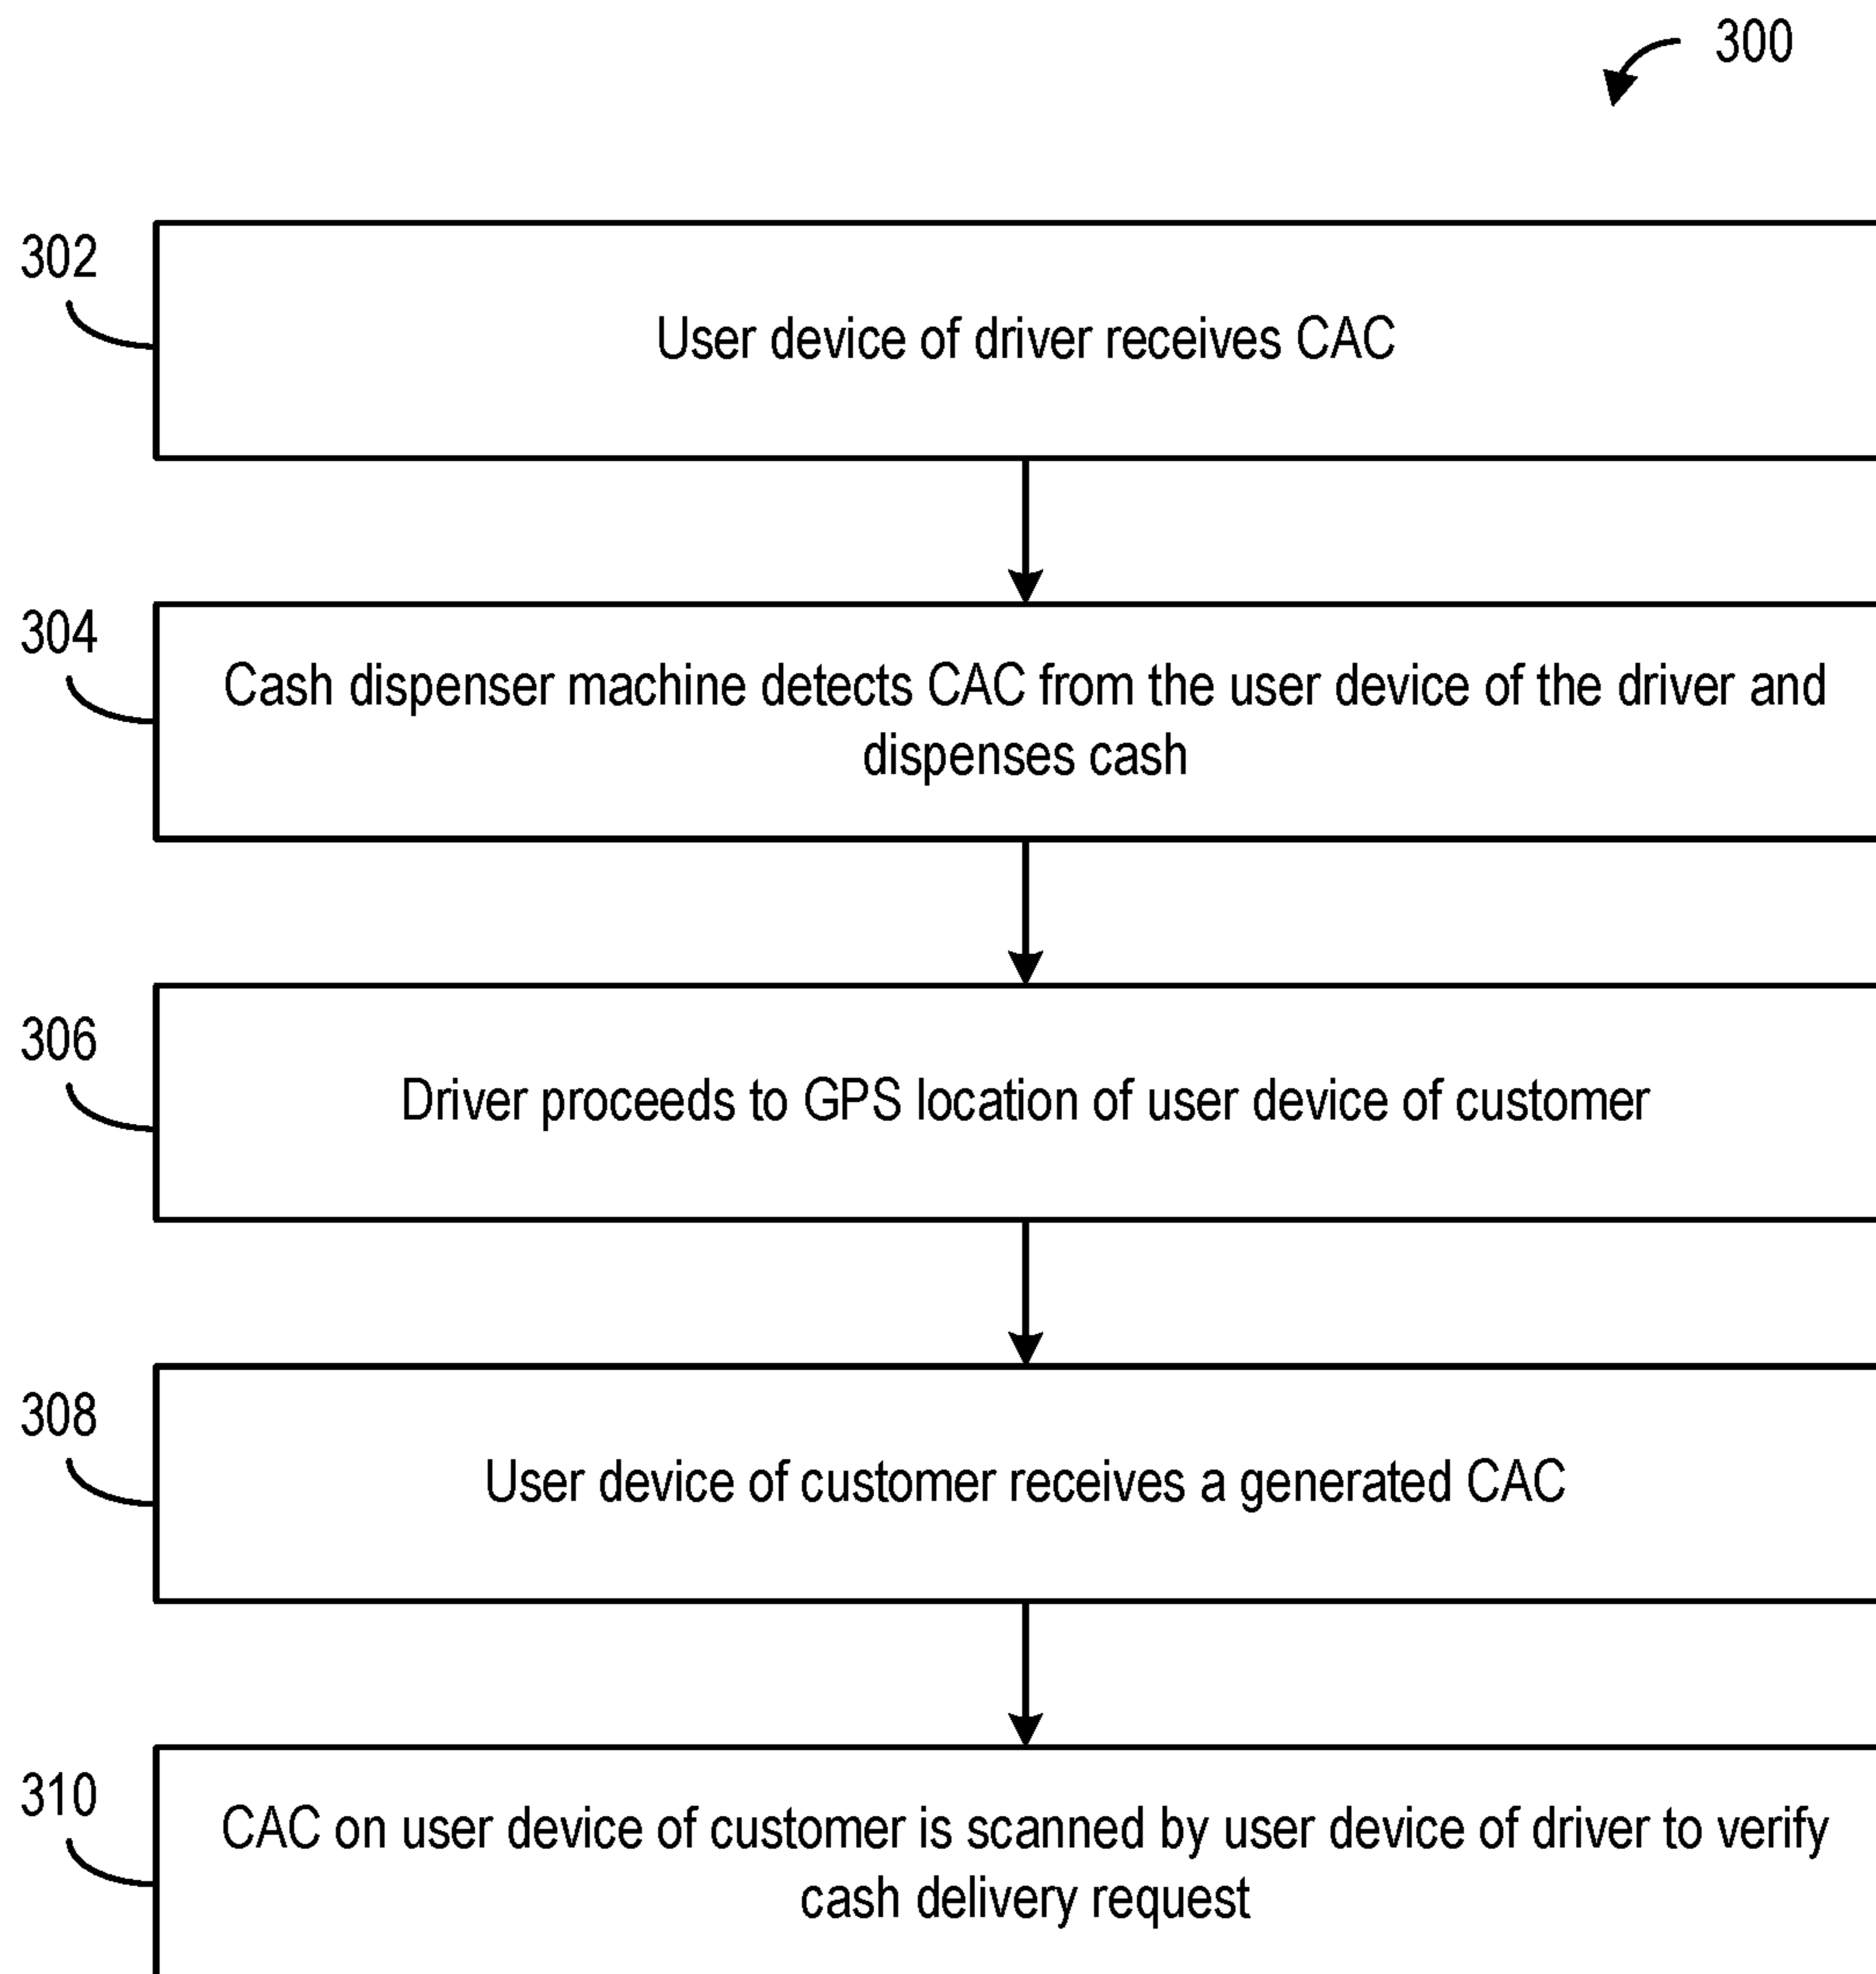 300
302
User device of driver receives CAC
304
Cash dispenser machine detects CAC from the user device of the driver and
dispenses cash
306
Driver proceeds to GPS location of user device of customer
308
User device of customer receives a generated CAC
310
CAC on user device of customer is scanned by user device of driver to verify
cash delivery request